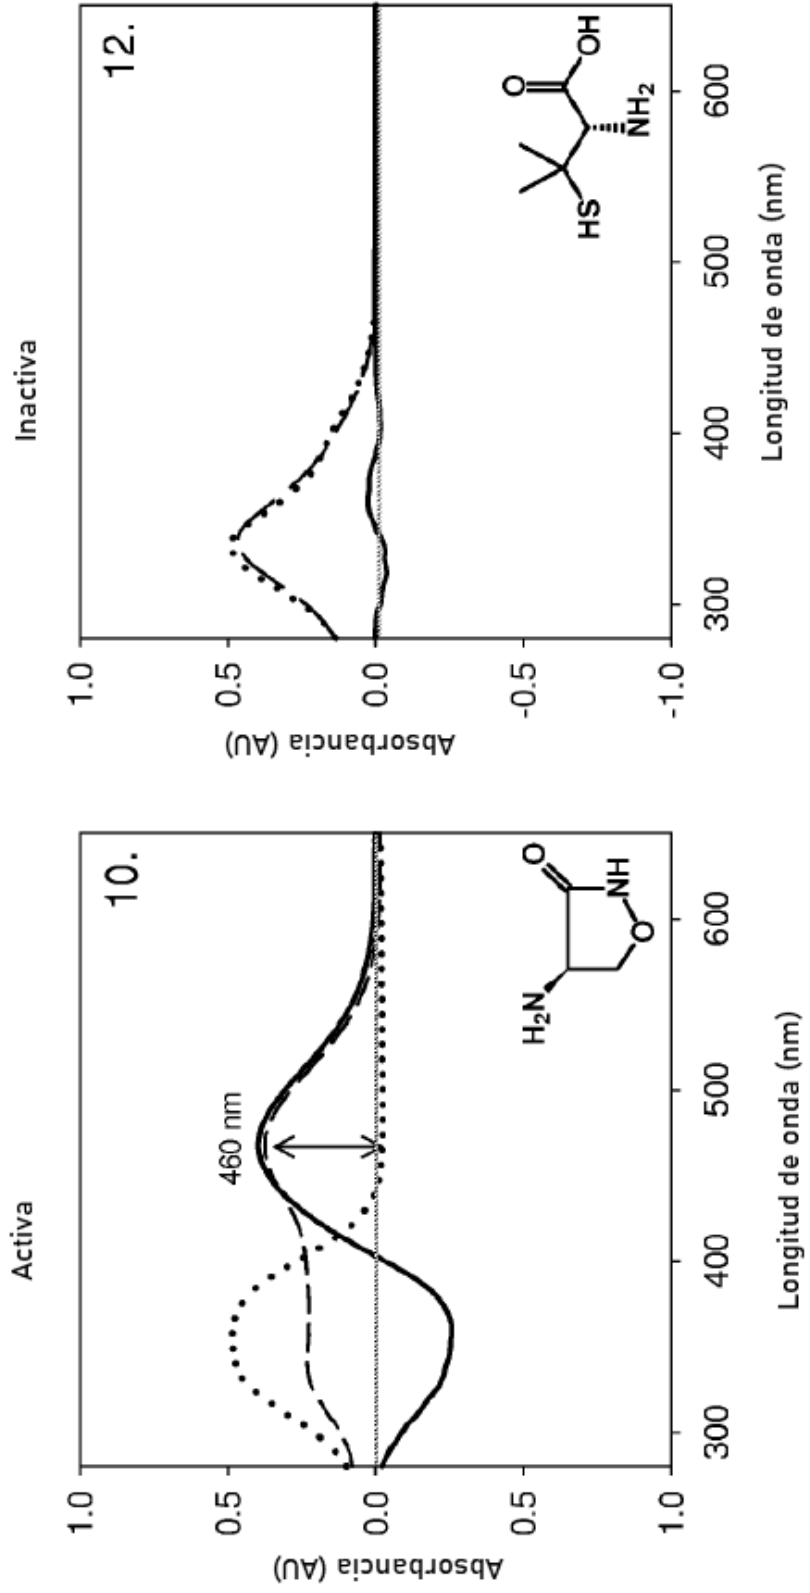 Activa
10.
1.0
0.5
0.0
0.5
1.0
Absorbancia (AU)
460 nm
H₂N
O
NH
O
300
400
500
600
Longitud de onda (nm)
Inactiva
12.
1.0
0.5
0.0
-0.5
-1.0
Absorbancia (AU)
O
OH
HS
NH₂
300
400
500
600
Longitud de onda (nm)